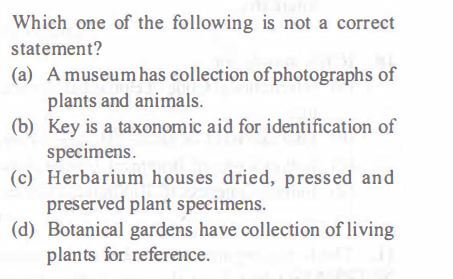 Which one of the following is not a correct
statement?
(a) A museum has collection of photographs of
plants and animals.
(b) Key is a taxonomic aid for identification of
specimens.
(c) Herbarium houses dried, pressed and
preserved plant specimens.
(d) Botanical gardens have collection of living
plants for reference.